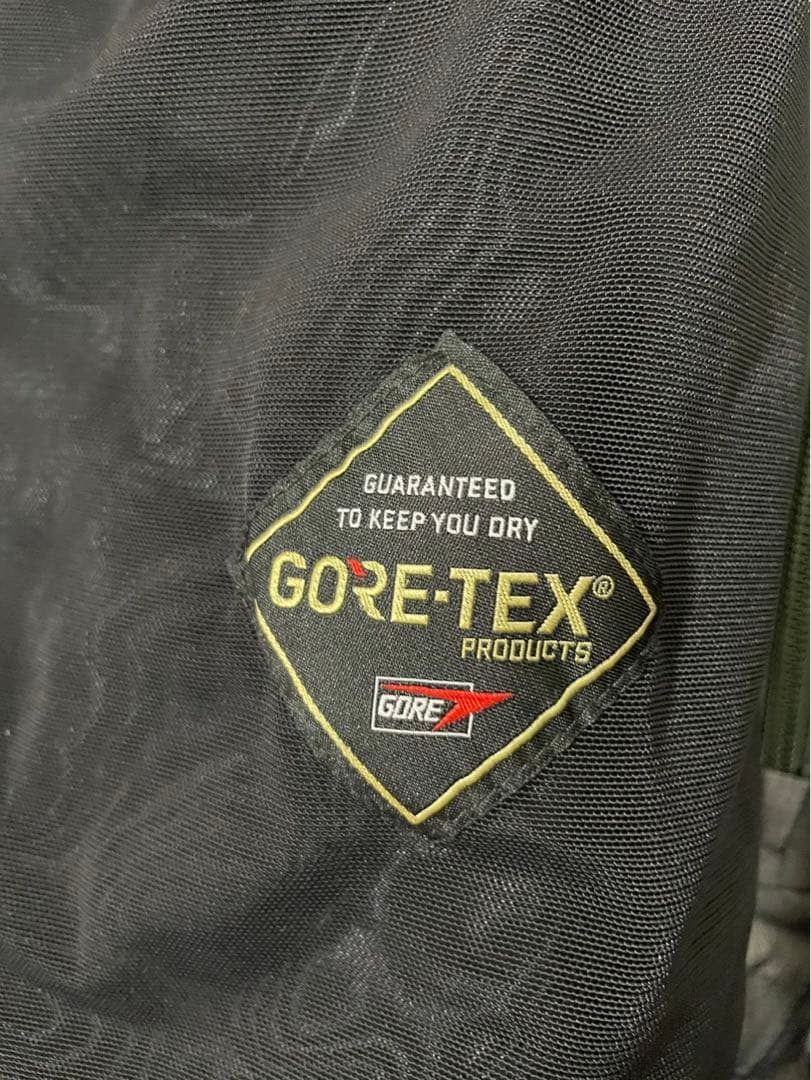 GUARANTEED
TO KEEP YOU DRY
GORE-TEX®
PRODUCTS
GORE